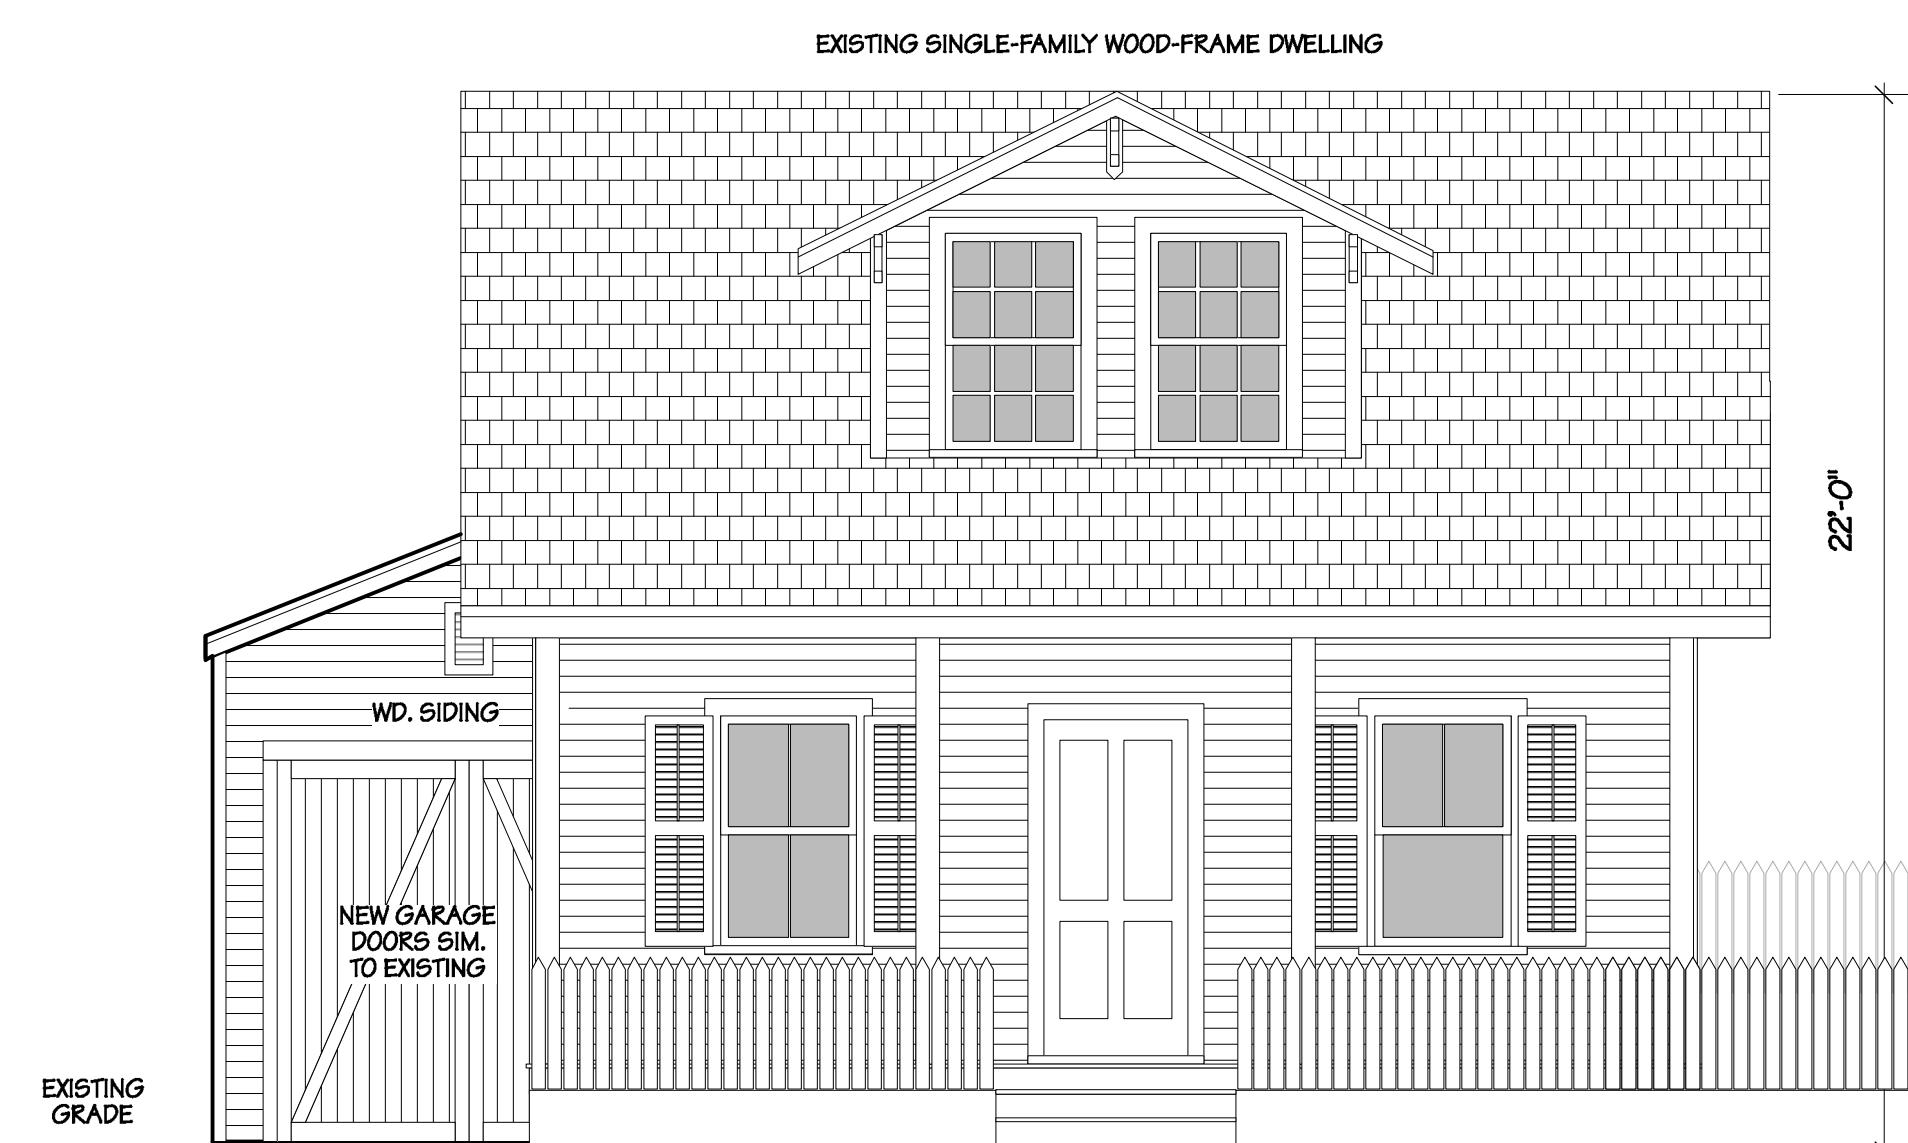 EXISTING SINGLE-FAMILY WOOD-FRAME DWELLING
22'-0"
WD. SIDING
NEW GARAGE
DOORS SIM.
TO EXISTING
EXISTING
GRADE